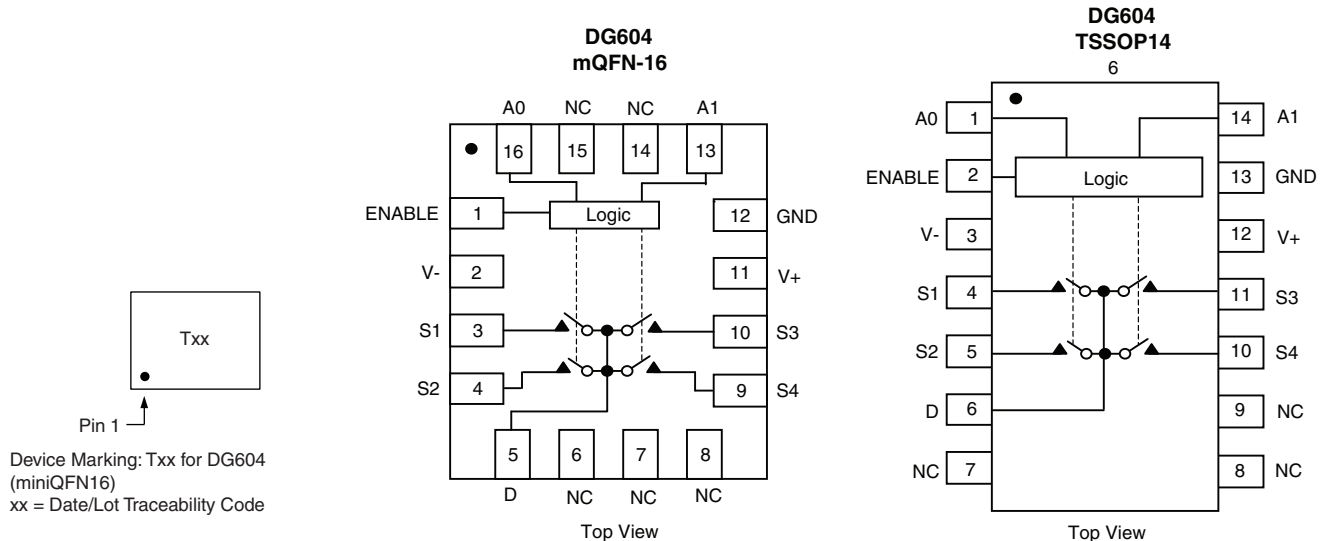 Txx
Pin 1
Device Marking: Txx for DG604
(miniQFN16)
xx = Date/Lot Traceability Code
DG604
mQFN-16
A0 NC NC A1
16 15 14 13
ENABLE 1 Logic 12 GND
V- 2 11 V+
S1 3 10 S3
S2 4 9 S4
5 6 7 8
D NC NC NC
Top View
DG604
TSSOP14
6
A0 1 14 A1
ENABLE 2 Logic 13 GND
V- 3 12 V+
S1 4 11 S3
S2 5 10 S4
D 6 9 NC
NC 7 8 NC
Top View